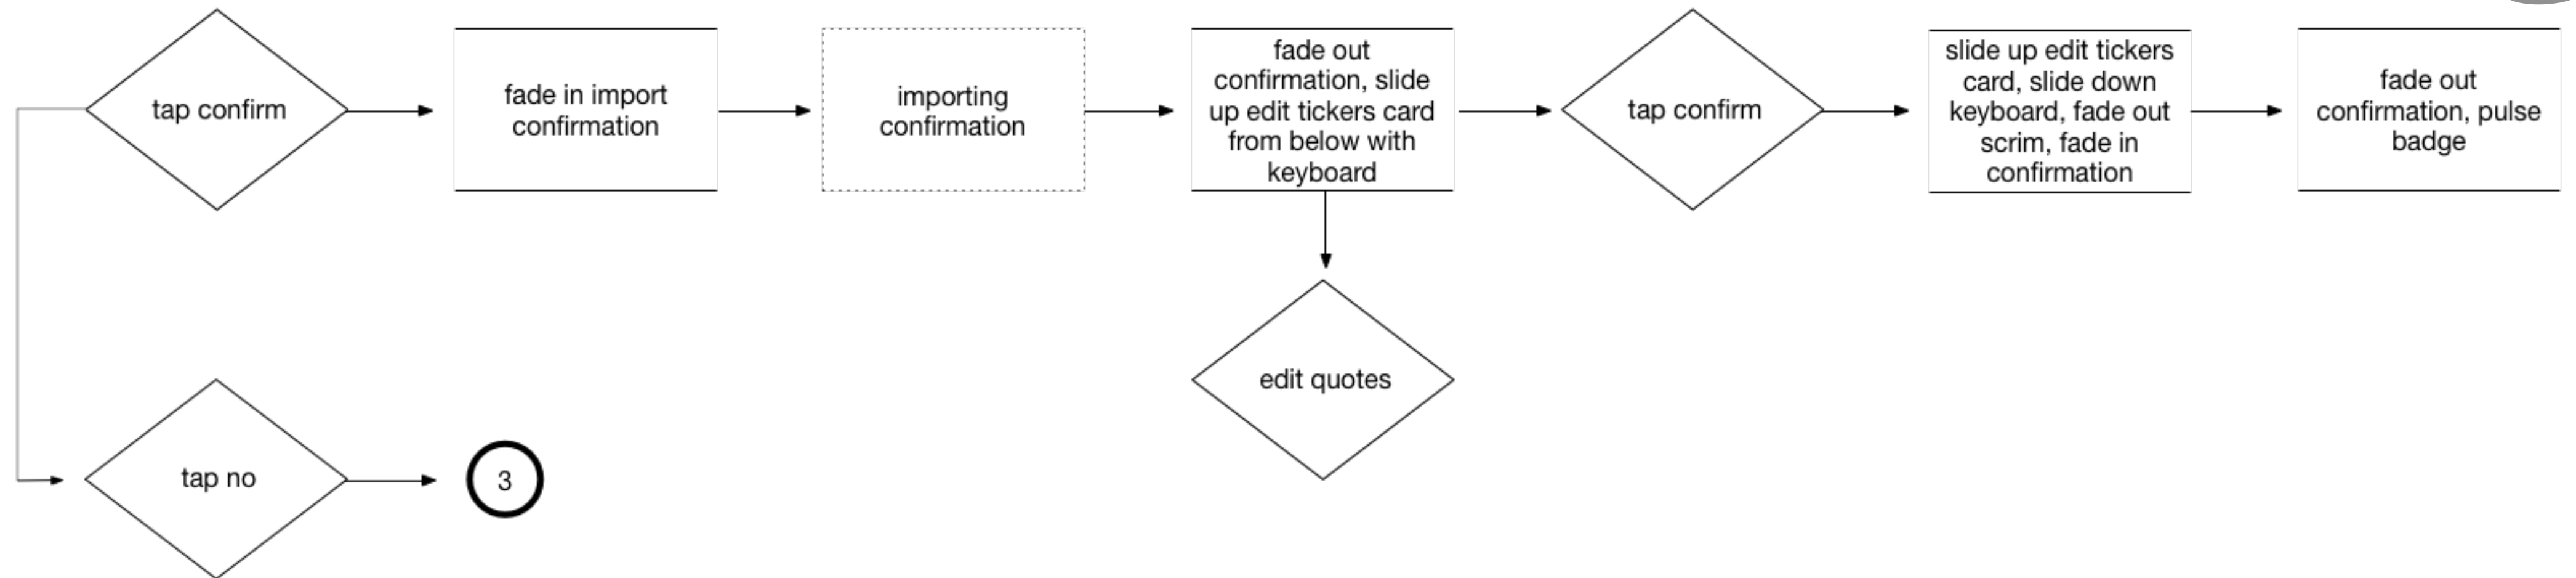 tap confirm
fade in import
confirmation
importing
confirmation
fade out
confirmation, slide
up edit tickers card
from below with
keyboard
tap confirm
slide up edit tickers
card, slide down
keyboard, fade out
scrim, fade in
confirmation
fade out
confirmation, pulse
badge
edit quotes
tap no
3